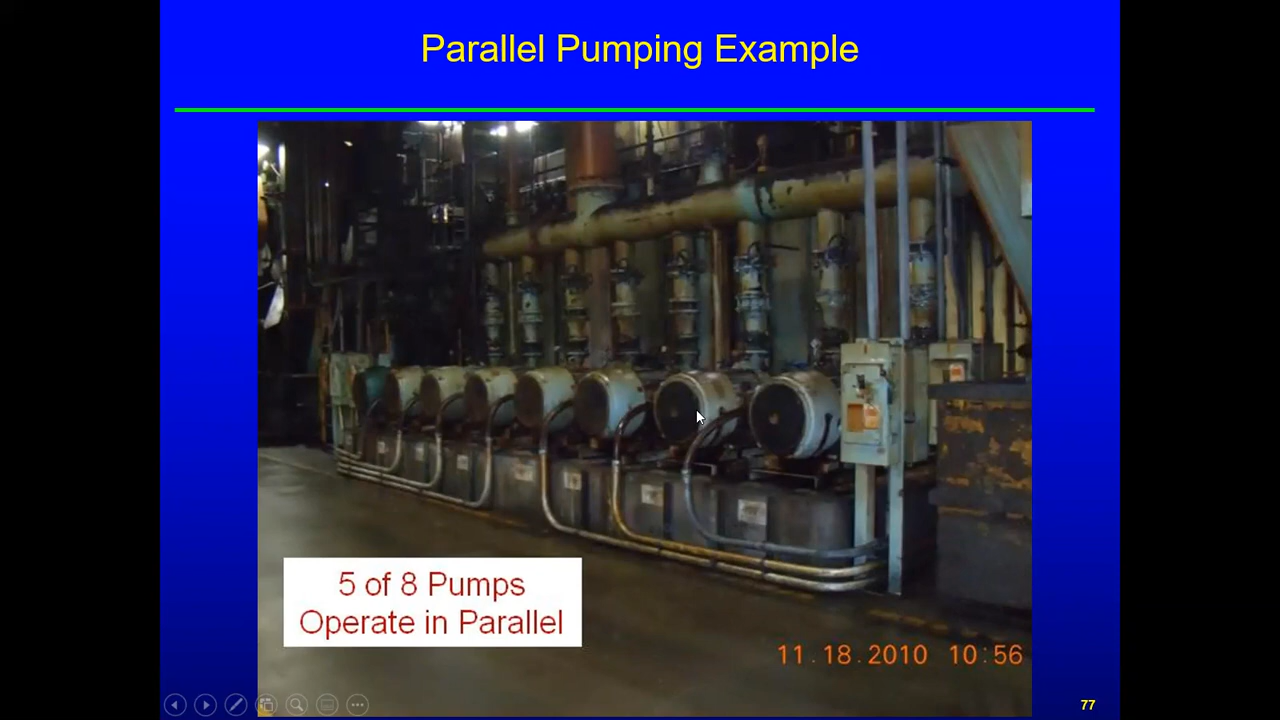 Parallel Pumping Example
5 of 8 Pumps
Operate in Parallel
11.18.2010 10:56
77